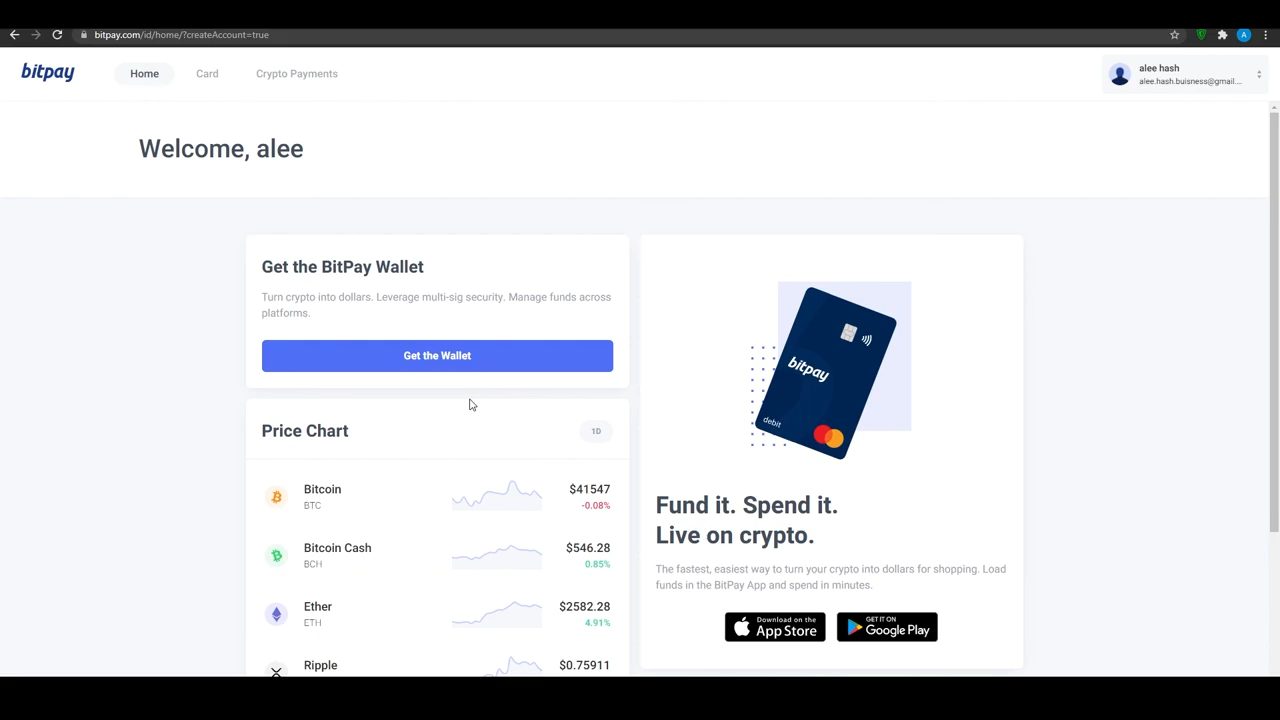 bitpay.com/id/home/?createAccount=true
A
bitpay
Home
Card
Crypto Payments
alee hash
alee.hash.buisness@gmail....
Welcome, alee
Get the BitPay Wallet
Turn crypto into dollars. Leverage multi-sig security. Manage funds across
platforms.
Get the Wallet
Price Chart
1D
Bitcoin
BTC
$41547
-0.08%
Bitcoin Cash
BCH
$546.28
0.85%
Ether
ETH
$2582.28
4.91%
Ripple
$0.75911
bitpay
debit
Fund it. Spend it.
Live on crypto.
The fastest, easiest way to turn your crypto into dollars for shopping. Load
funds in the BitPay App and spend in minutes.
Download on the
App Store
GET IT ON
Google Play